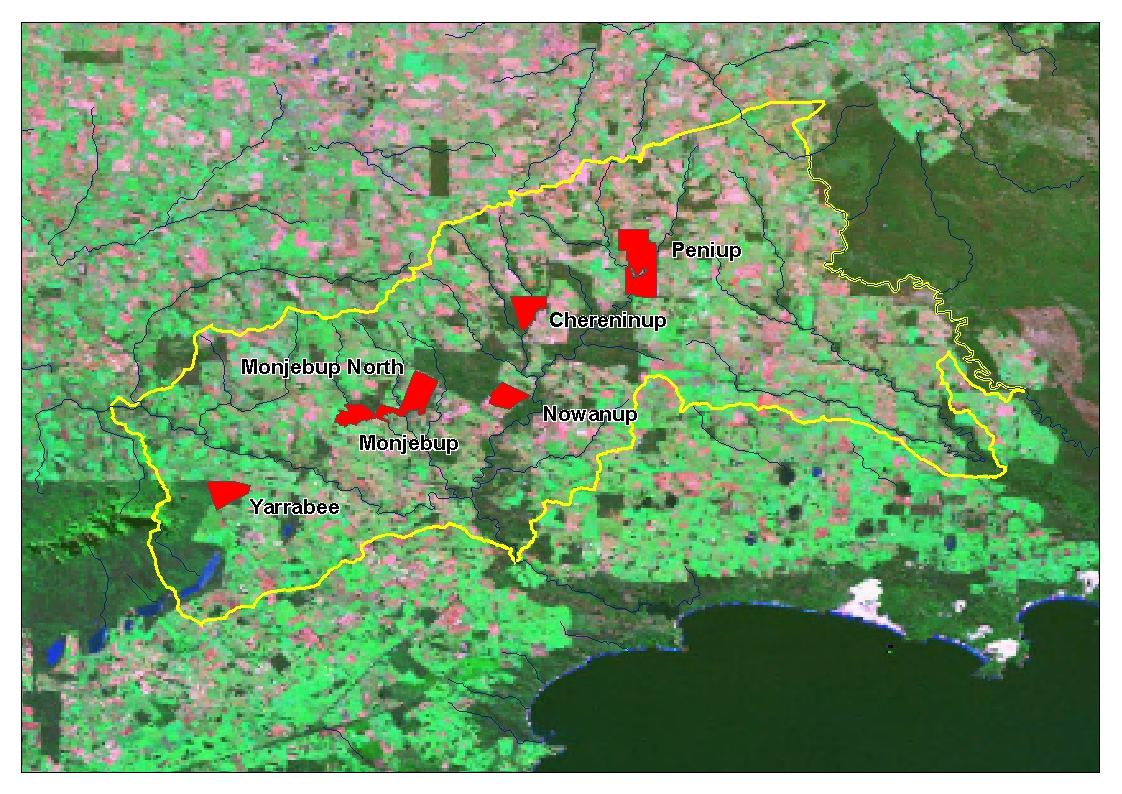 Peniup
Chereninup
Monjebup North
Nowanup
Monjebup
Yarrabee